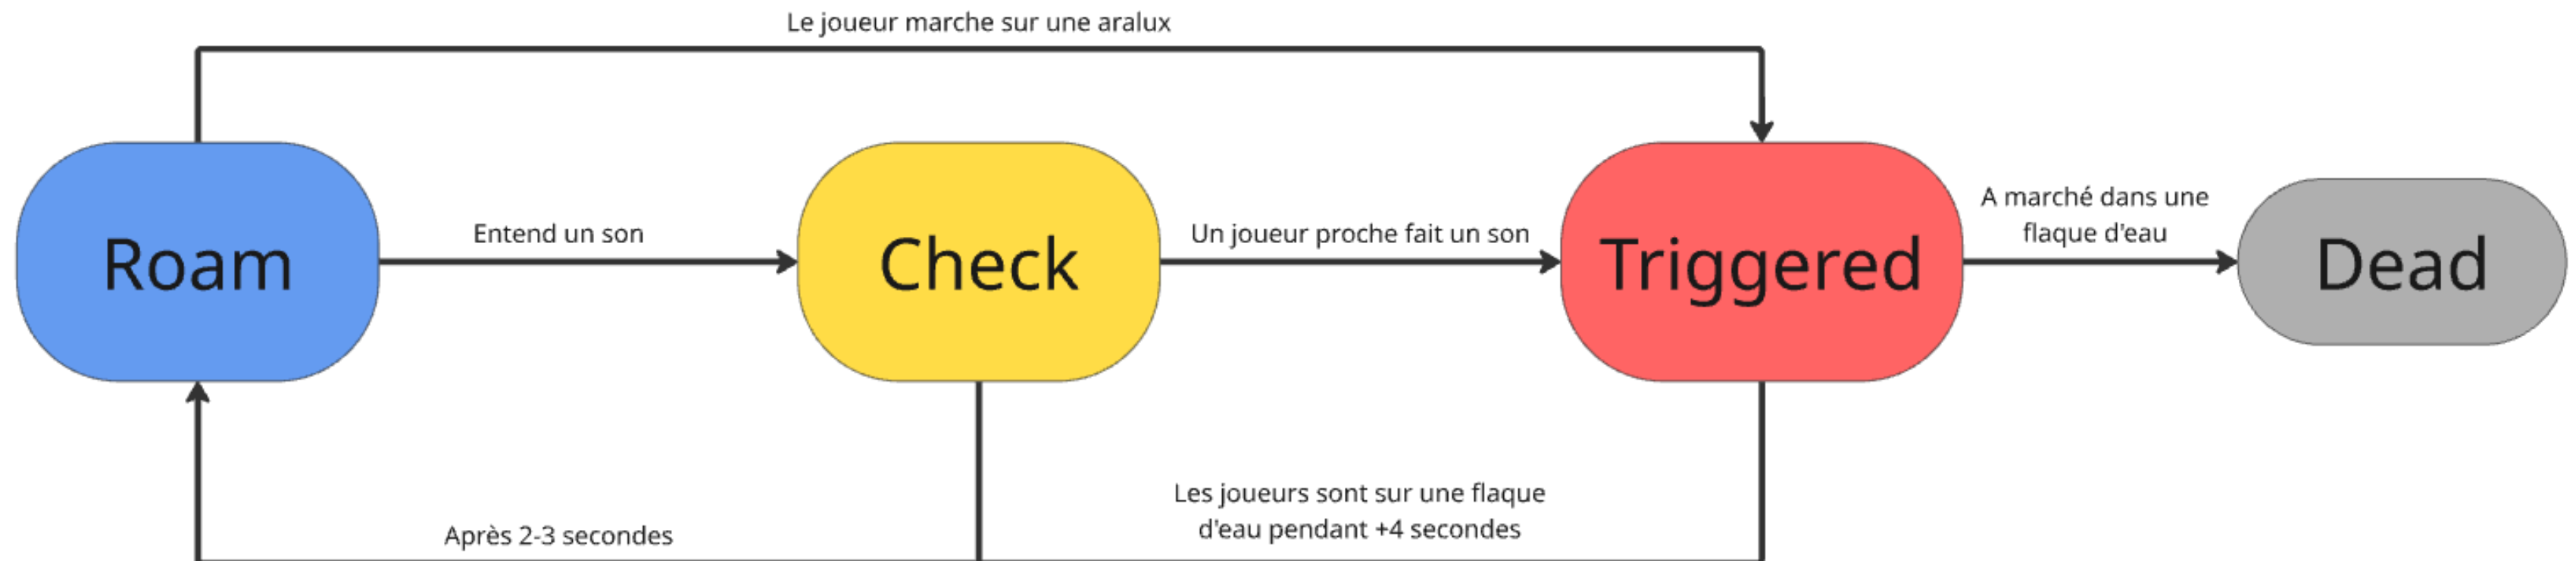 Le joueur marche sur une aralux
Roam
Entend un son
Check
Un joueur proche fait un son
Triggered
A marché dans une
flaque d'eau
Dead
Après 2-3 secondes
Les joueurs sont sur une flaque
d'eau pendant +4 secondes